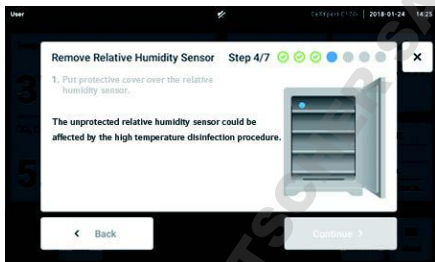 User 2018-01-24 14:25
Remove Relative Humidity Sensor Step 4/7
1. Put protective cover over the relative
humidity sensor.
The unprotected relative humidity sensor could be
affected by the high temperature disinfection procedure.
Back
Continue